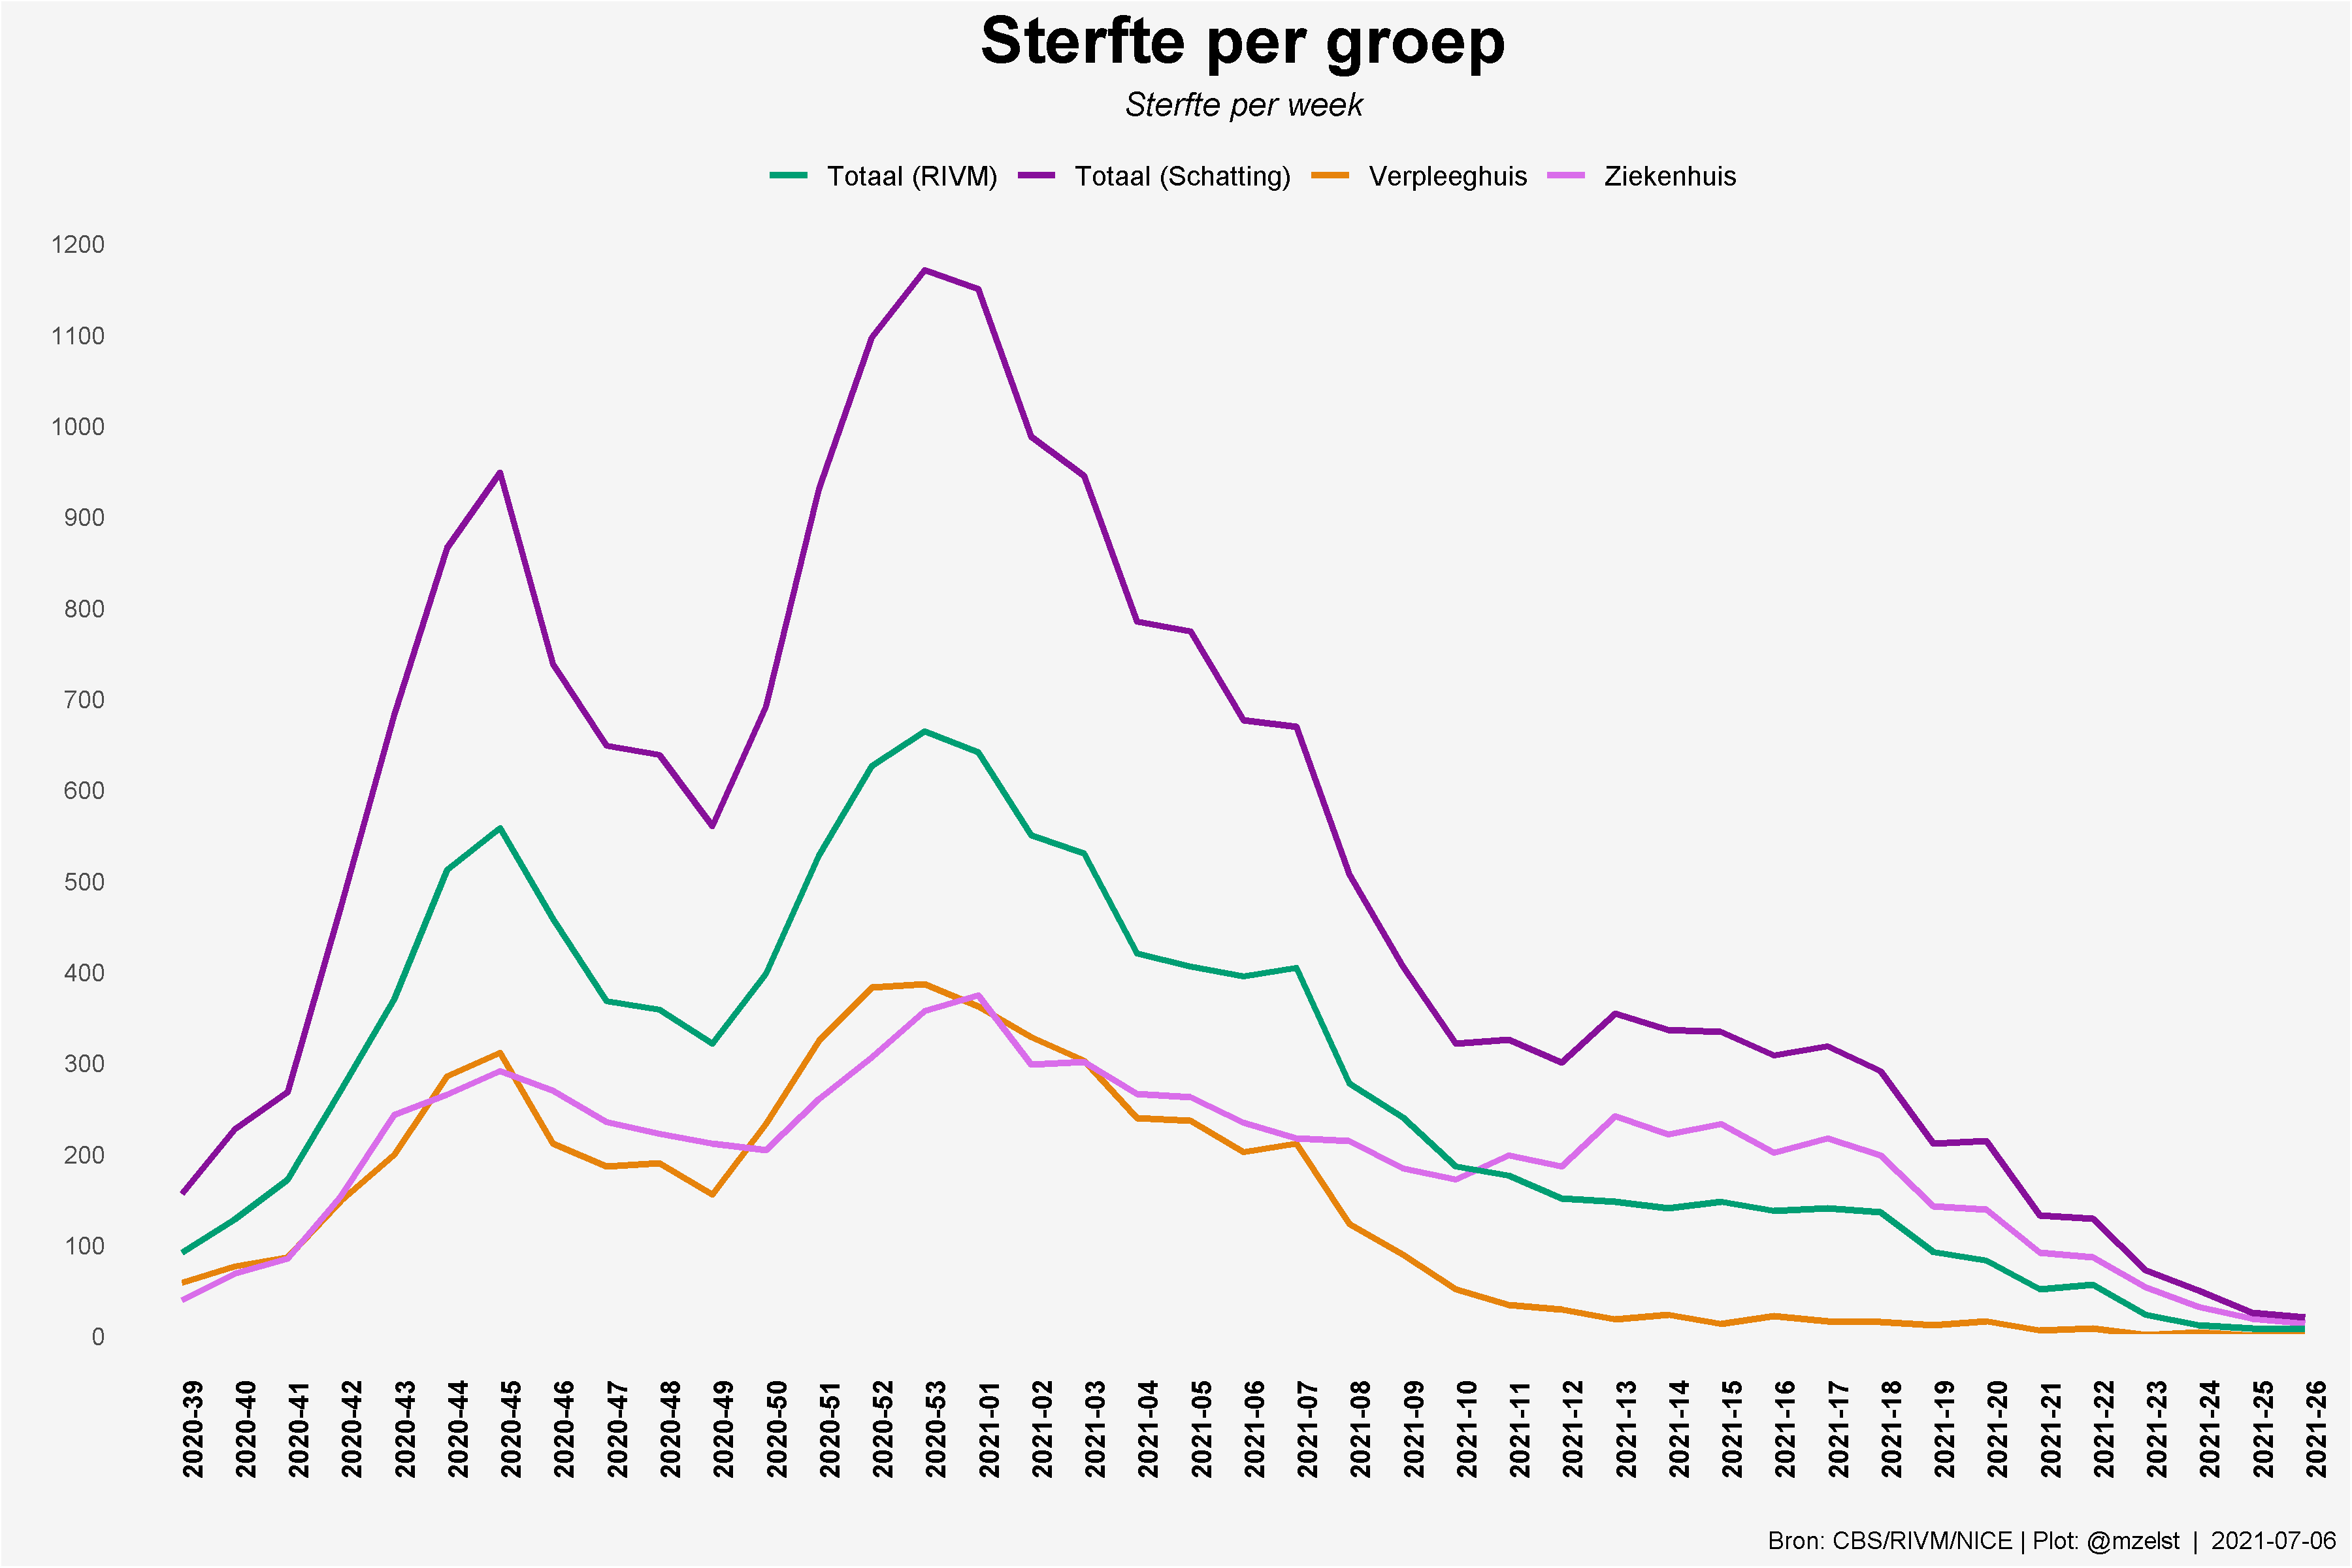 Sterfte per groep
Sterfte per week
Totaal (RIVM) Totaal (Schatting) Verpleeghuis Ziekenhuis
1200
1100
1000
900
800
700
600
500
400
300
200
100
0
2020-39 2020-40 2020-41 2020-42 2020-43 2020-44 2020-45 2020-46 2020-47 2020-48 2020-49 2020-50 2020-51 2020-52 2020-53 2021-01 2021-02 2021-03 2021-04 2021-05 2021-06 2021-07 2021-08 2021-09 2021-10 2021-11 2021-12 2021-13 2021-14 2021-15 2021-16 2021-17 2021-18 2021-19 2021-20 2021-21 2021-22 2021-23 2021-24 2021-25 2021-26
Bron: CBS/RIVM/NICE | Plot: @mzelst | 2021-07-06